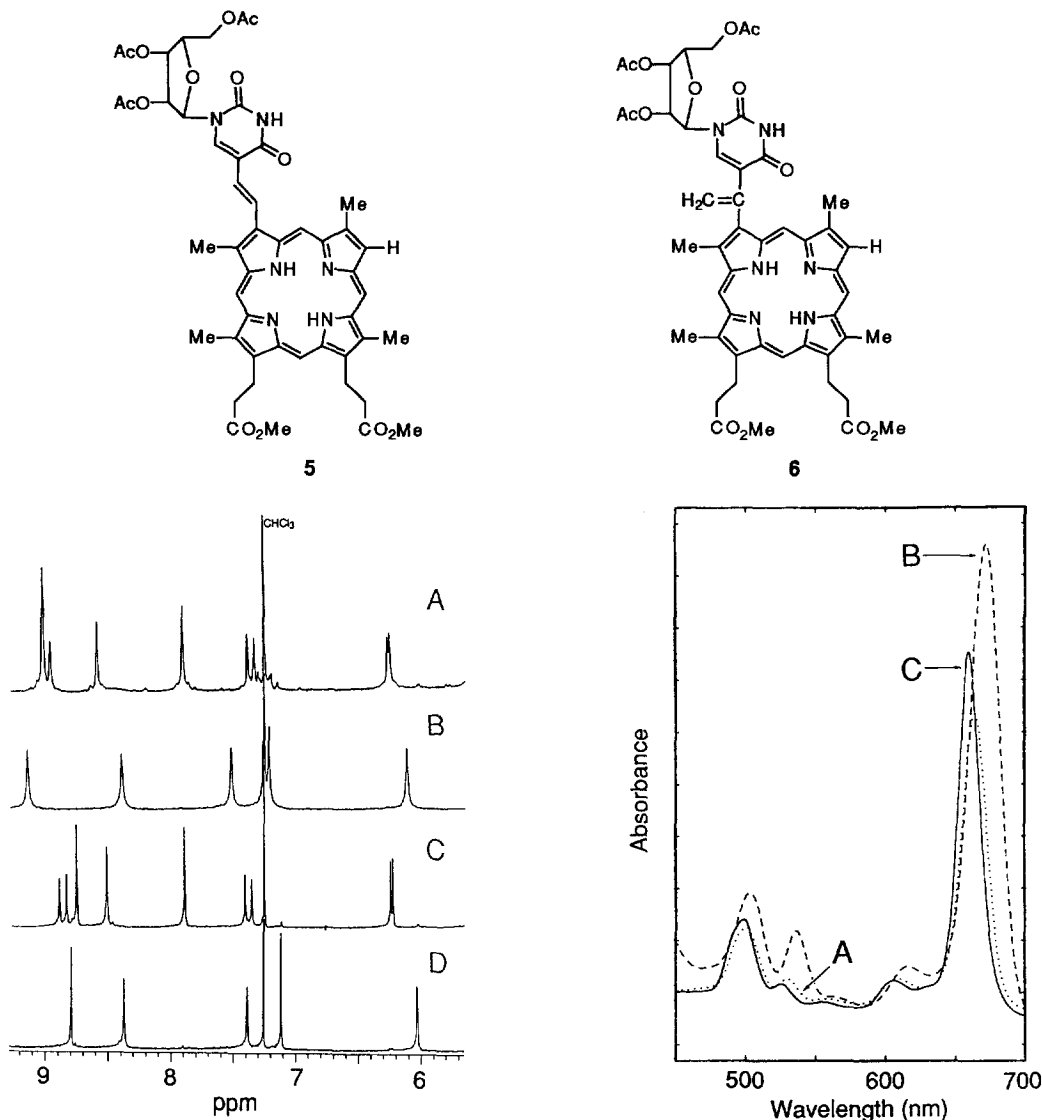 OAc
AcO
O
O
AcO
N
NH
O
Me
Me
H
NH
N
N
HN
Me
Me
CO2Me
CO2Me
5
OAc
AcO
O
O
AcO
N
NH
O
H2C=C
Me
Me
H
NH
N
N
HN
Me
Me
CO2Me
CO2Me
6
CHCl3
A
B
C
D
9
8
7
6
ppm
B
C
A
Absorbance
500
600
700
Wavelength (nm)